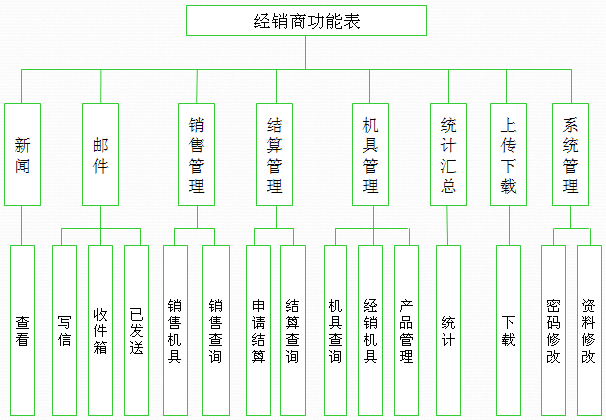 经销商功能表
新闻
邮件
销售管理
结算管理
机具管理
统计汇总
上传下载
系统管理
查看
写信
收件箱
已发送
销售机具
销售查询
申请结算
结算查询
机具查询
经销机具
产品管理
统计
下载
密码修改
资料修改